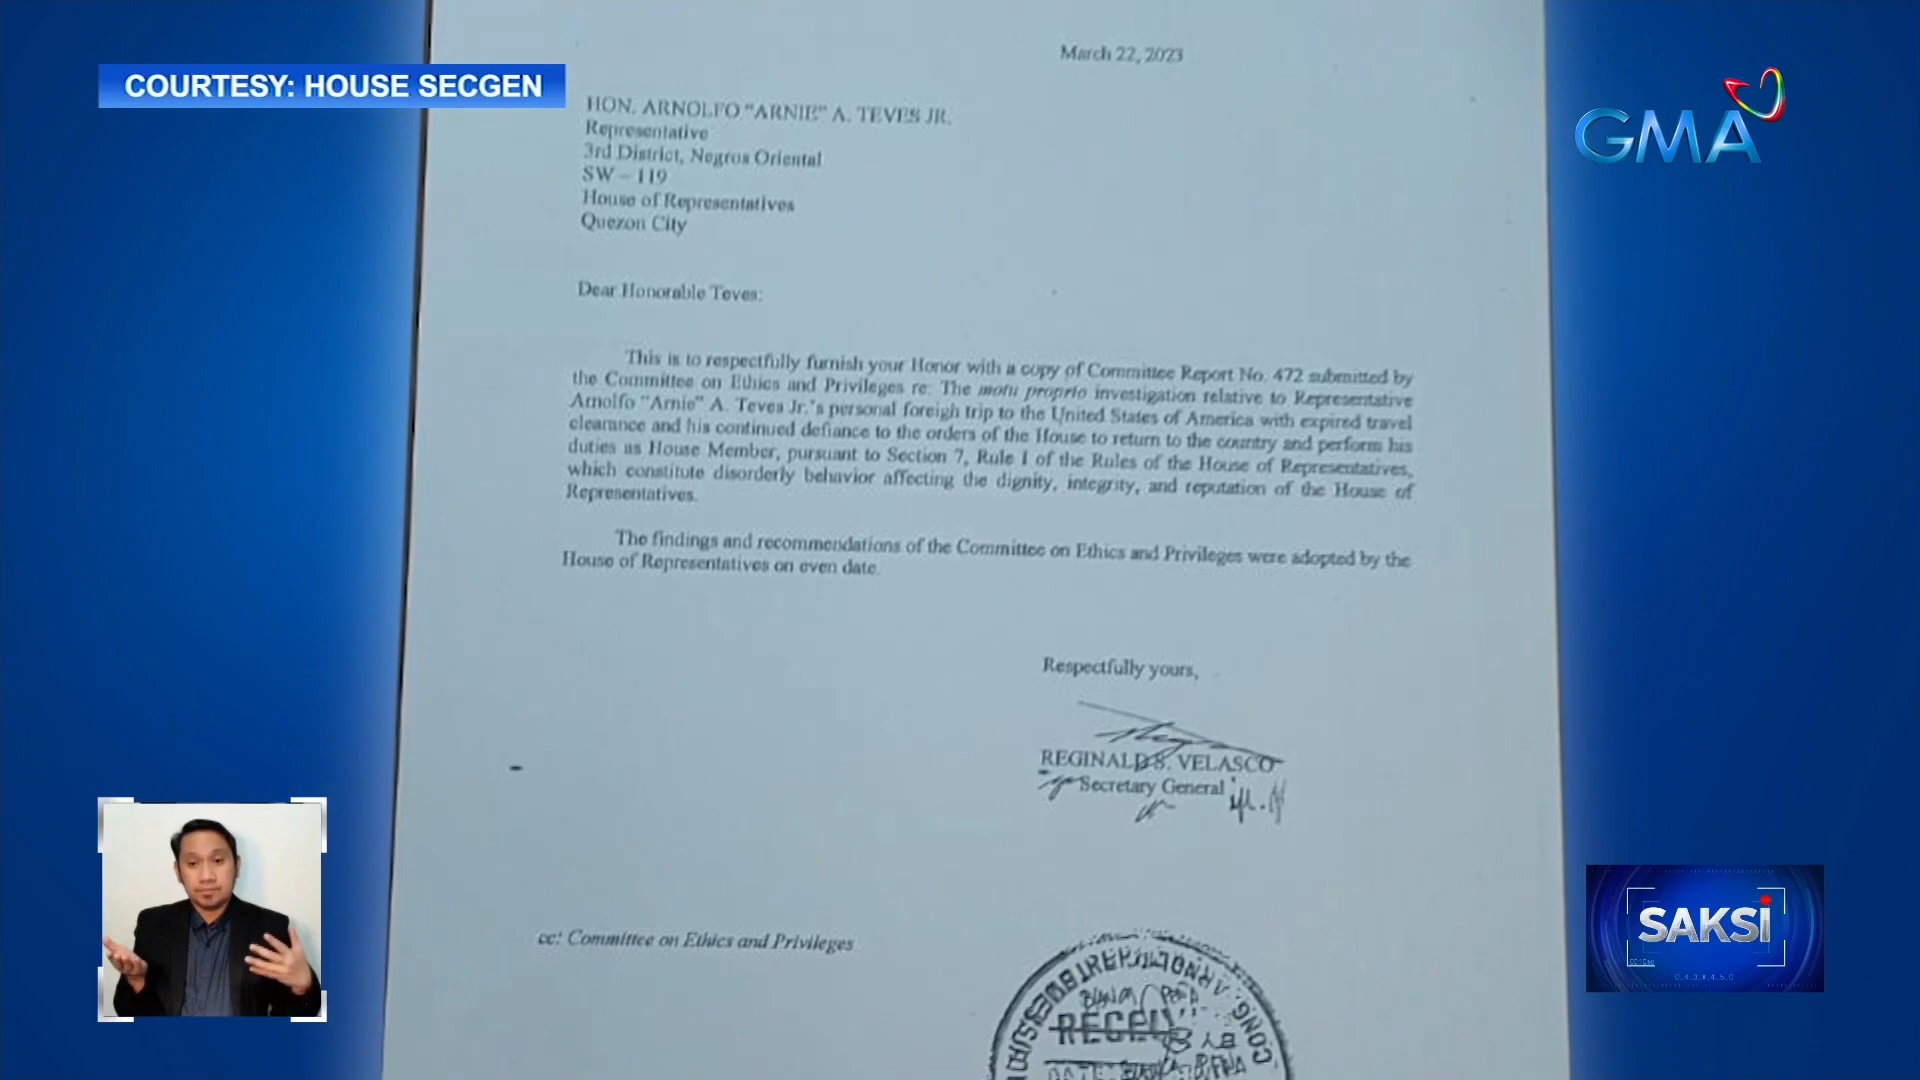 COURTESY: HOUSE SECGEN
GMA
March 22, 2023
HON. ARNOLFO "ARNIE" A. TEVES JR.
Representative
3rd District, Negros Oriental
SW – 119
House of Representatives
Quezon City
Dear Honorable Teves:
This is to respectfully furnish your Honor with a copy of Committee Report No. 472 submitted by
the Committee on Ethics and Privileges re: The motu proprio investigation relative to Representative
Arnolfo "Arnie" A. Teves Jr.'s personal foreigh trip to the United States of America with expired travel
clearance and his continued defiance to the orders of the House to return to the country and perform his
duties as House Member, pursuant to Section 7, Rule I of the Rules of the House of Representatives,
which constitute disorderly behavior affecting the dignity, integrity, and reputation of the House of
Representatives.
The findings and recommendations of the Committee on Ethics and Privileges were adopted by the
House of Representatives on even date.
Respectfully yours,
REGINALD S. VELASCO
Secretary General
cc: Committee on Ethics and Privileges
CONG.
SAKSI